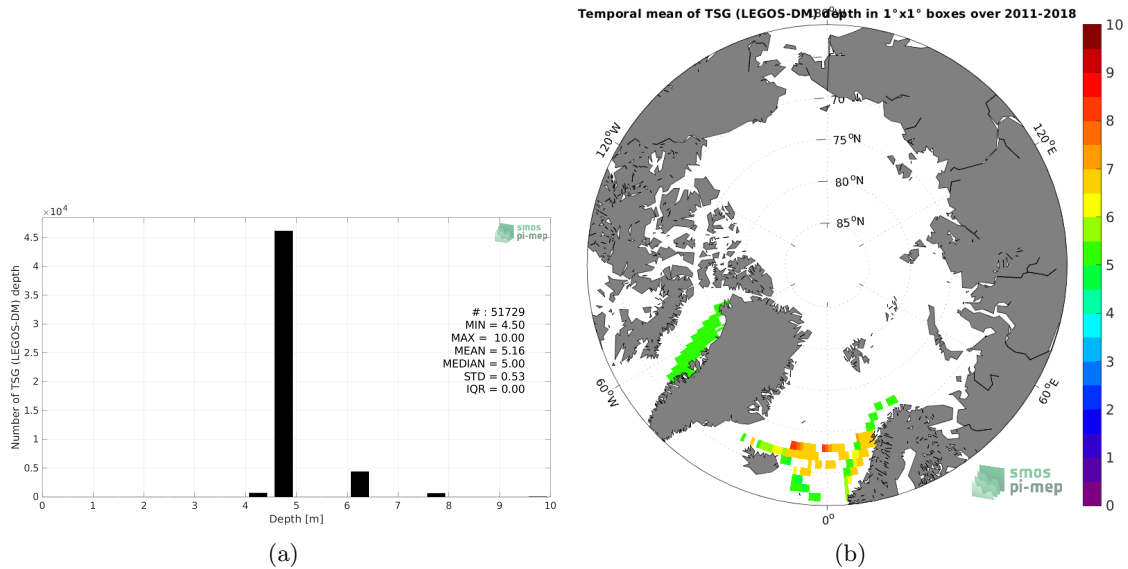 Temporal mean of TSG (LEGOS-DM) depth in 1°x1° boxes over 2011-2018
180°W
×10⁴
4.5
4
3.5
3
2.5
2
1.5
1
0.5
0
Number of TSG (LEGOS-DM) depth
smos
pi-mep
# : 51729
MIN = 4.50
MAX = 10.00
MEAN = 5.16
MEDIAN = 5.00
STD = 0.53
IQR = 0.00
0 1 2 3 4 5 6 7 8 9 10
Depth [m]
(a)
120°W
120°E
60°W
60°E
0°
70
75°N
80°N
85°N
smos
pi-mep
10
9
8
7
6
5
4
3
2
1
0
(b)